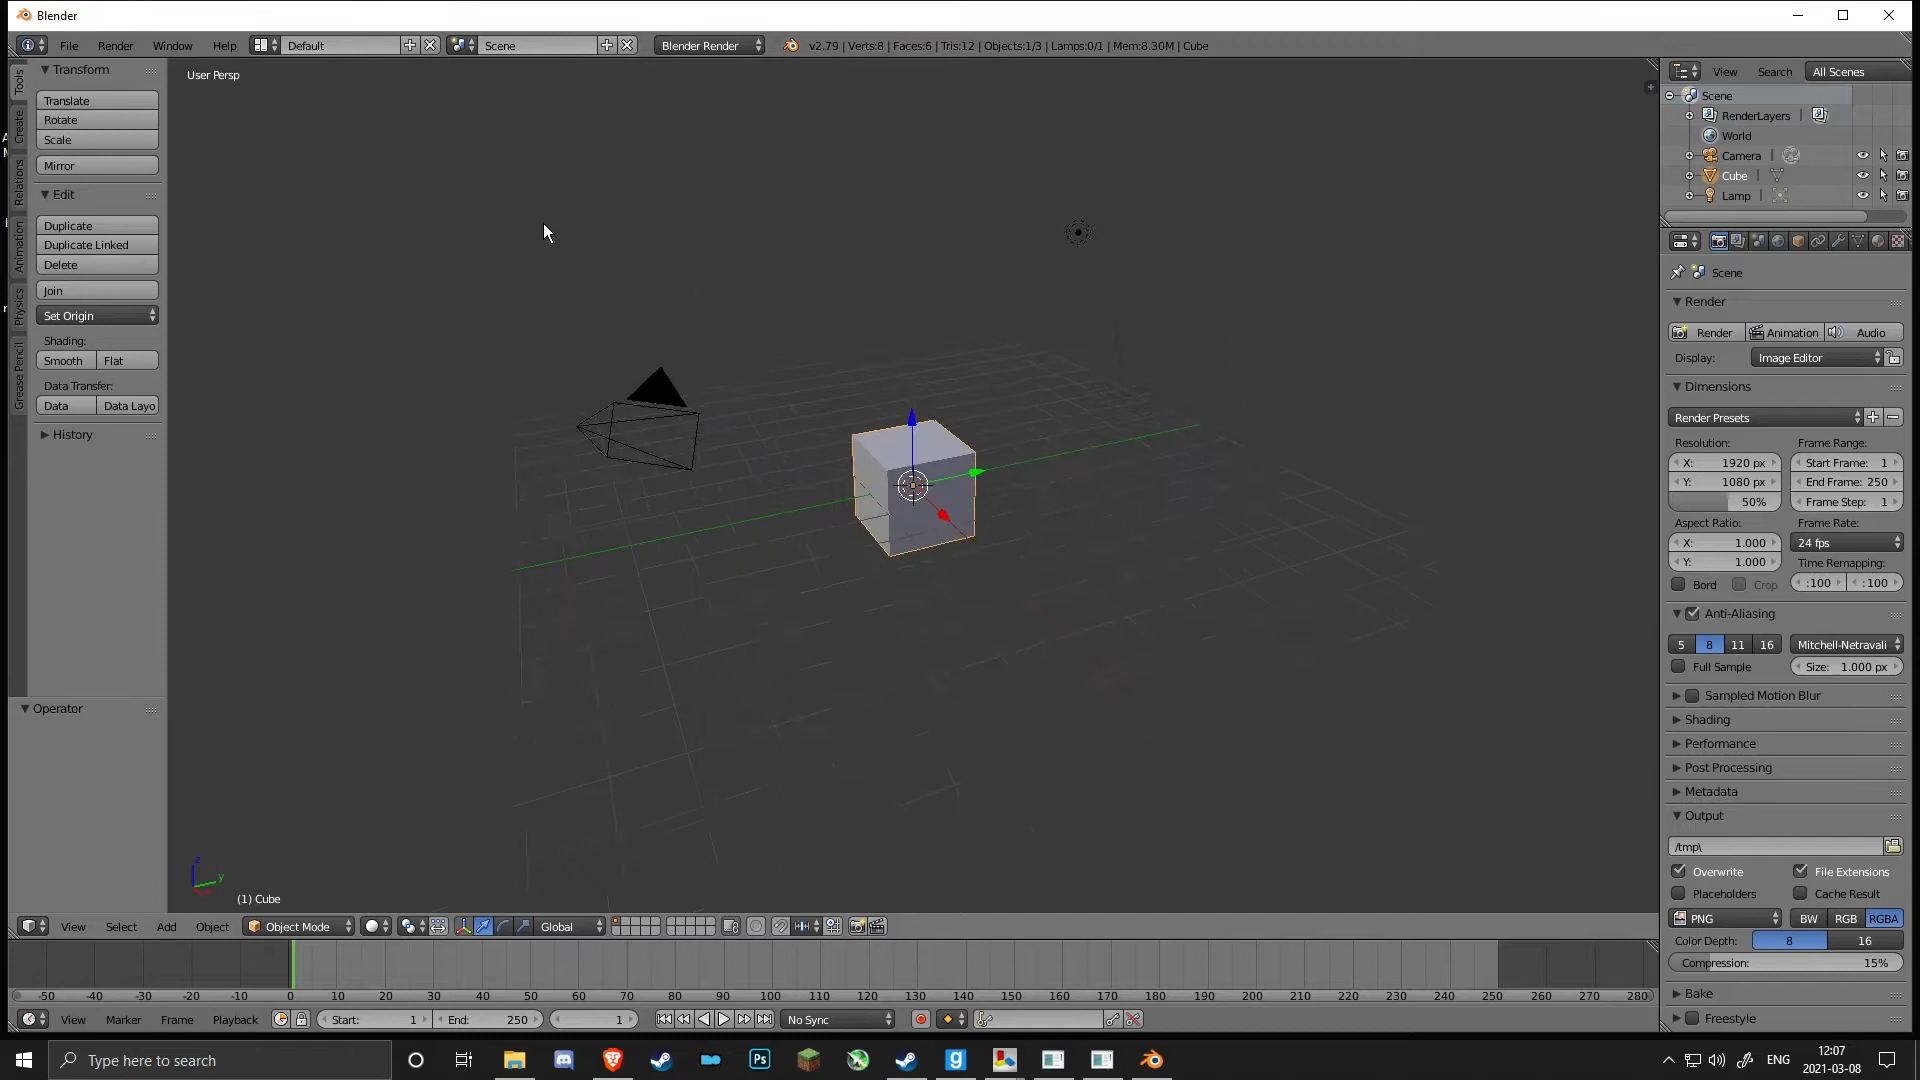 Blender
File Render Window Help Default Scene Blender Render v2.79 | Verts:8 | Faces:6 | Tris:12 | Objects:1/3 | Lamps:0/1 | Mem:8.30M | Cube
Tools
Create
Relations
Animation
Physics
Grease Pencil
Transform
Translate
Rotate
Scale
Mirror
Edit
Duplicate
Duplicate Linked
Delete
Join
Set Origin
Shading:
Smooth Flat
Data Transfer:
Data Data Layo
History
Operator
User Persp
z
y
(1) Cube
View Select Add Object Object Mode Global
View Search All Scenes
Scene
RenderLayers |
World
Camera |
Cube |
Lamp |
Scene
Render
Render Animation Audio
Display: Image Editor
Dimensions
Render Presets
Resolution: Frame Range:
X: 1920 px Start Frame: 1
Y: 1080 px End Frame: 250
50% Frame Step: 1
Aspect Ratio: Frame Rate:
X: 1.000 24 fps
Y: 1.000 Time Remapping:
Bord Crop :100 :100
Anti-Aliasing
5 8 11 16 Mitchell-Netravali
Full Sample Size: 1.000 px
Sampled Motion Blur
Shading
Performance
Post Processing
Metadata
Output
/tmp\
Overwrite File Extensions
Placeholders Cache Result
PNG BW RGB RGBA
Color Depth: 8 16
Compression: 15%
Bake
Freestyle
-50 -40 -30 -20 -10 0 10 20 30 40 50 60 70 80 90 100 110 120 130 140 150 160 170 180 190 200 210 220 230 240 250 260 270 280
View Marker Frame Playback Start: 1 End: 250 1 No Sync
Type here to search
Ps
ENG
12:07
2021-03-08